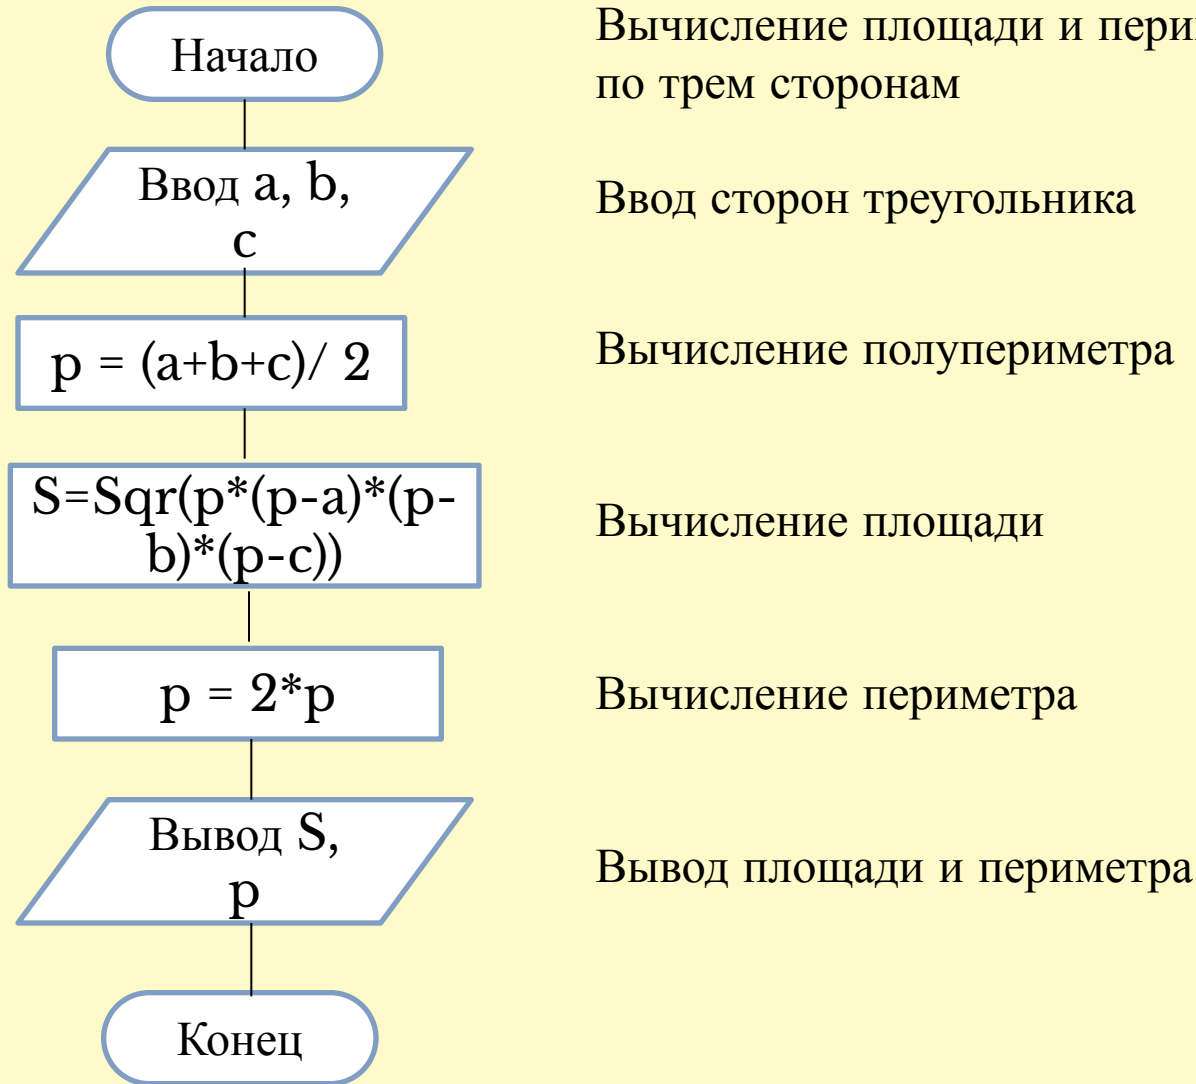 Начало
Вычисление площади и
по трем сторонам
Ввод a, b,
c
Ввод сторон треугольника
p = (a+b+c)/ 2
Вычисление полупериметра
S=Sqr(p*(p-a)*(p-
b)*(p-c))
Вычисление площади
p = 2*p
Вычисление периметра
Вывод S,
p
Вывод площади и периметра
Конец